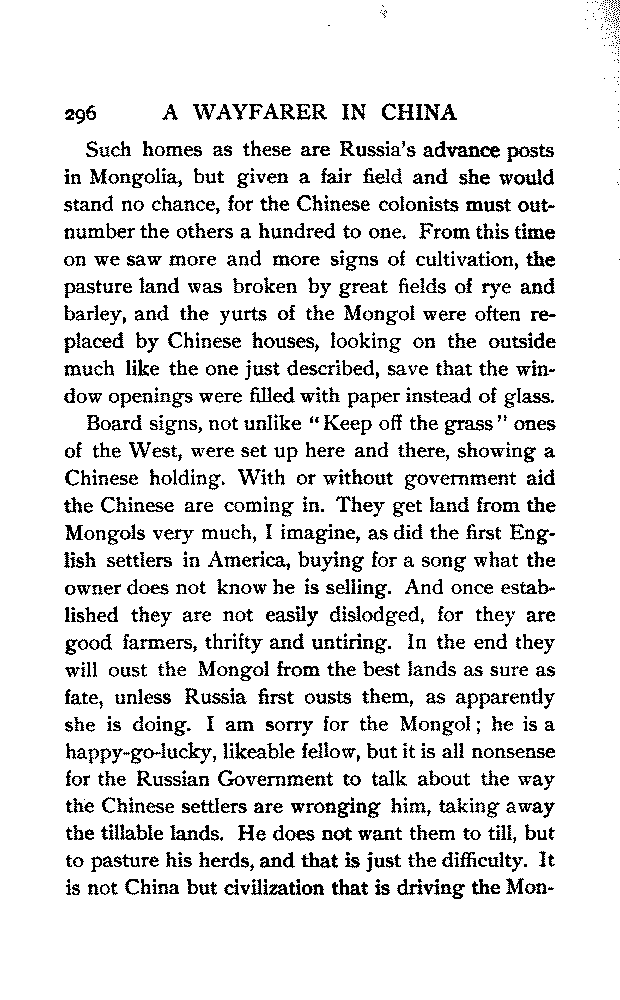 296 A WAYFARER IN CHINA
Such homes as these are Russia's advance posts
in Mongolia, but given a fair field and she would
stand no chance, for the Chinese colonists must out-
number the others a hundred to one. From this time
on we saw more and more signs of cultivation, the
pasture land was broken by great fields of rye and
barley, and the yurts of the Mongol were often re-
placed by Chinese houses, looking on the outside
much like the one just described, save that the win-
dow openings were filled with paper instead of glass.
Board signs, not unlike "Keep off the grass" ones
of the West, were set up here and there, showing a
Chinese holding. With or without government aid
the Chinese are coming in. They get land from the
Mongols very much, I imagine, as did the first Eng-
lish settlers in America, buying for a song what the
owner does not know he is selling. And once estab-
lished they are not easily dislodged, for they are
good farmers, thrifty and untiring. In the end they
will oust the Mongol from the best lands as sure as
fate, unless Russia first ousts them, as apparently
she is doing. I am sorry for the Mongol; he is a
happy-go-lucky, likeable fellow, but it is all nonsense
for the Russian Government to talk about the way
the Chinese settlers are wronging him, taking away
the tillable lands. He does not want them to till, but
to pasture his herds, and that is just the difficulty. It
is not China but civilization that is driving the Mon-